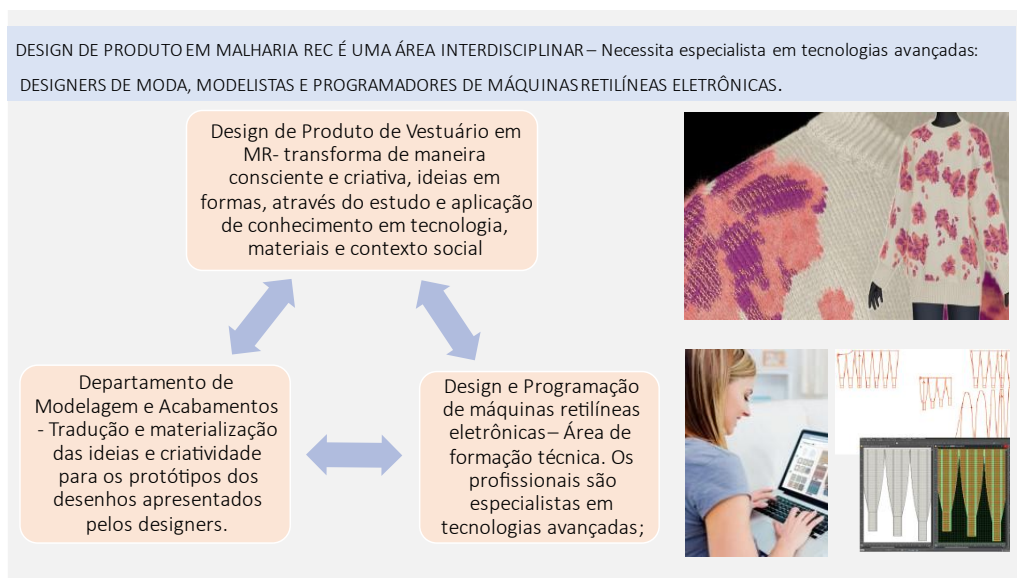 DESIGN DE PRODUTO EM MALHARIA REC É UMA ÁREA INTERDISCIPLINAR – Necessita especialista em tecnologias avançadas:
DESIGNERS DE MODA, MODELISTAS E PROGRAMADORES DE MÁQUINAS RETILÍNEAS ELETRÔNICAS.
Design de Produto de Vestuário em
MR- transforma de maneira
consciente e criativa, ideias em
formas, através do estudo e aplicação
de conhecimento em tecnologia,
materiais e contexto social
Departamento de
Modelagem e Acabamentos
- Tradução e materialização
das ideias e criatividade
para os protótipos dos
desenhos apresentados
pelos designers.
Design e Programação
de máquinas retilíneas
eletrônicas – Área de
formação técnica. Os
profissionais são
especialistas em
tecnologias avançadas;